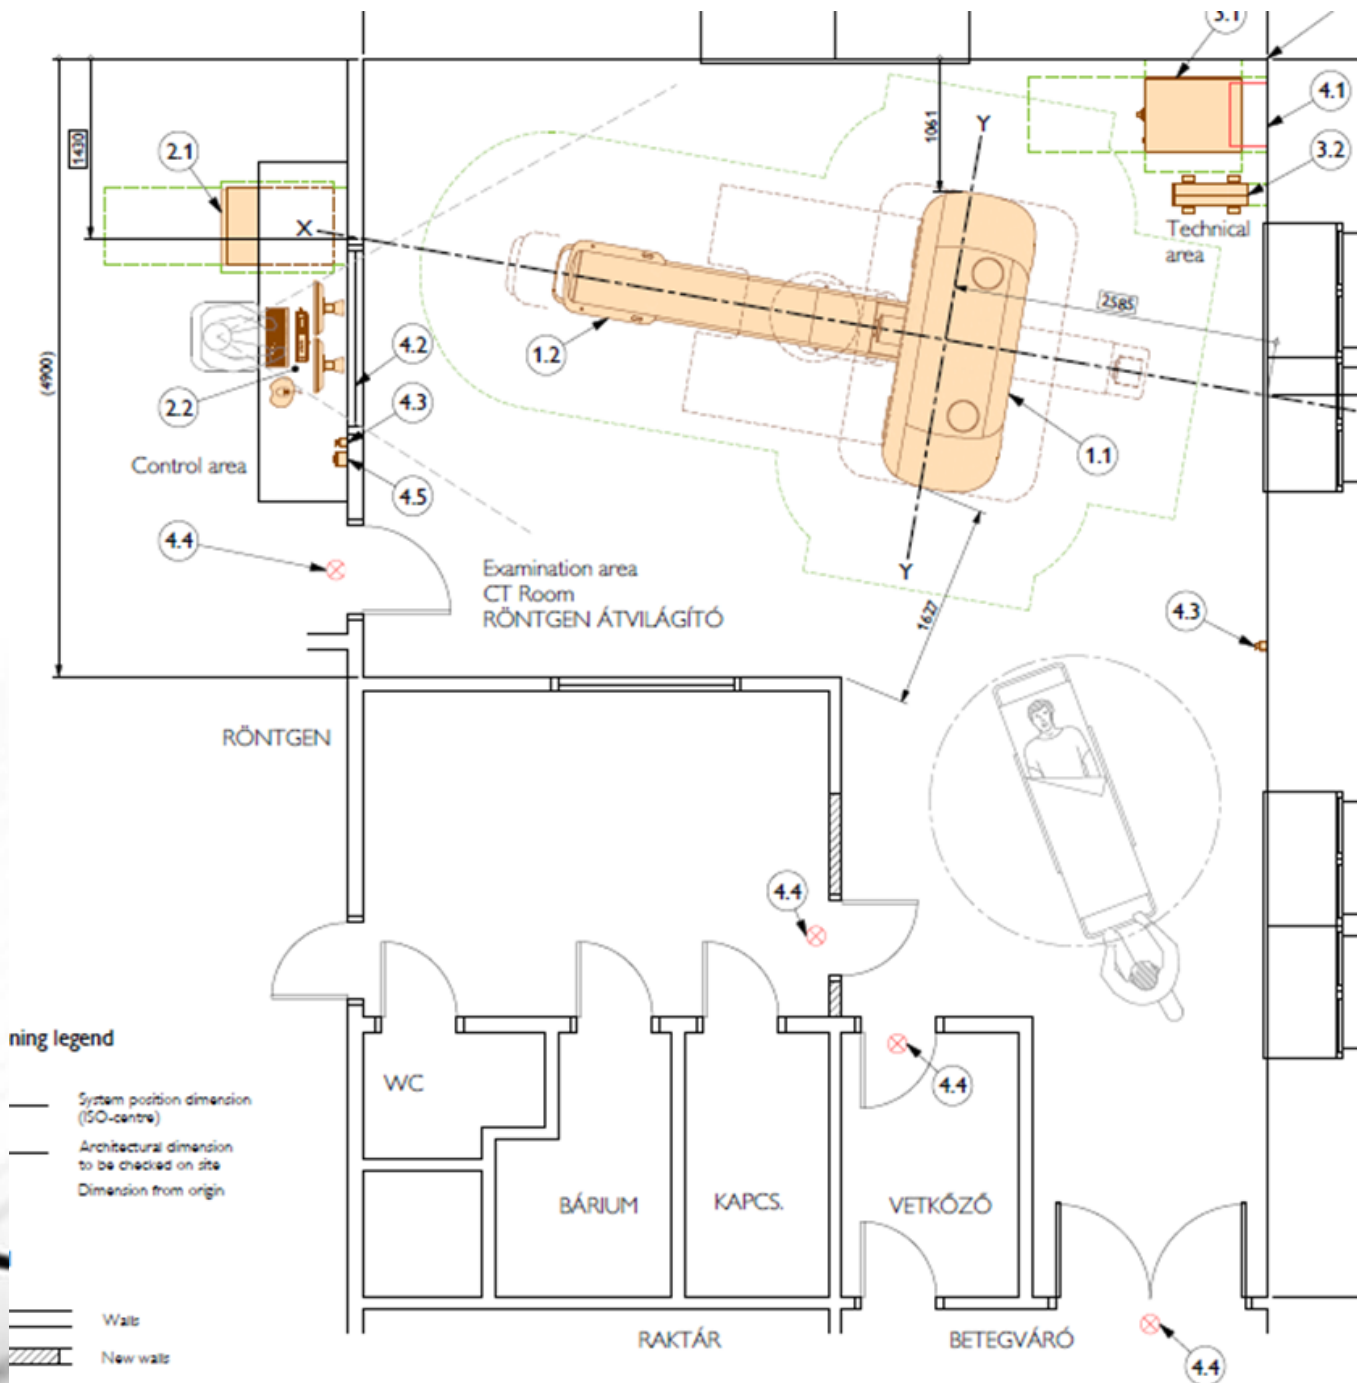 3.1
4.1
1430
1061
Y
2.1
3.2
X
Technical
area
2585
(4900)
4.2
1.2
2.2
4.3
1.1
Control area
4.5
4.4
Y
Examination area
CT Room
RÖNTGEN ÁTVILÁGÍTÓ
1627
4.3
RÖNTGEN
4.4
ning legend
WC
4.4
System position dimension
(ISO-centre)
Architectural dimension
to be checked on site
Dimension from origin
BÁRIUM
KAPCS.
VETKŐZŐ
Walls
New walls
RAKTÁR
BETEGVÁRÓ
4.4